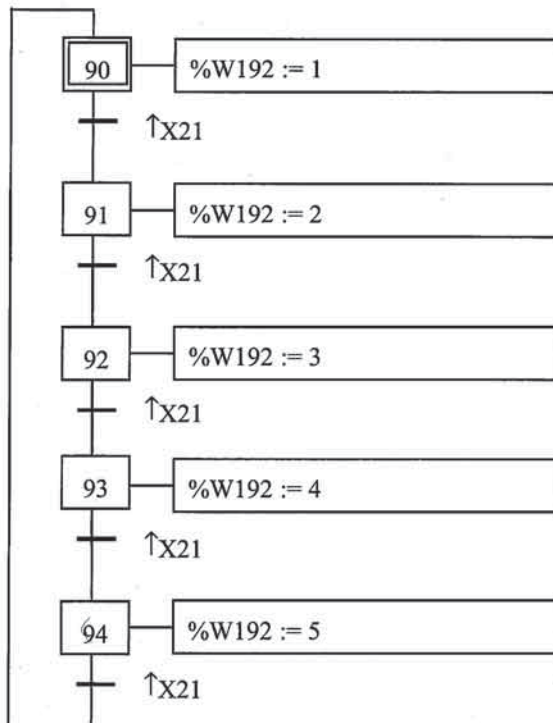 90 %W192 := 1
↑X21
91 %W192 := 2
↑X21
92 %W192 := 3
↑X21
93 %W192 := 4
↑X21
94 %W192 := 5
↑X21